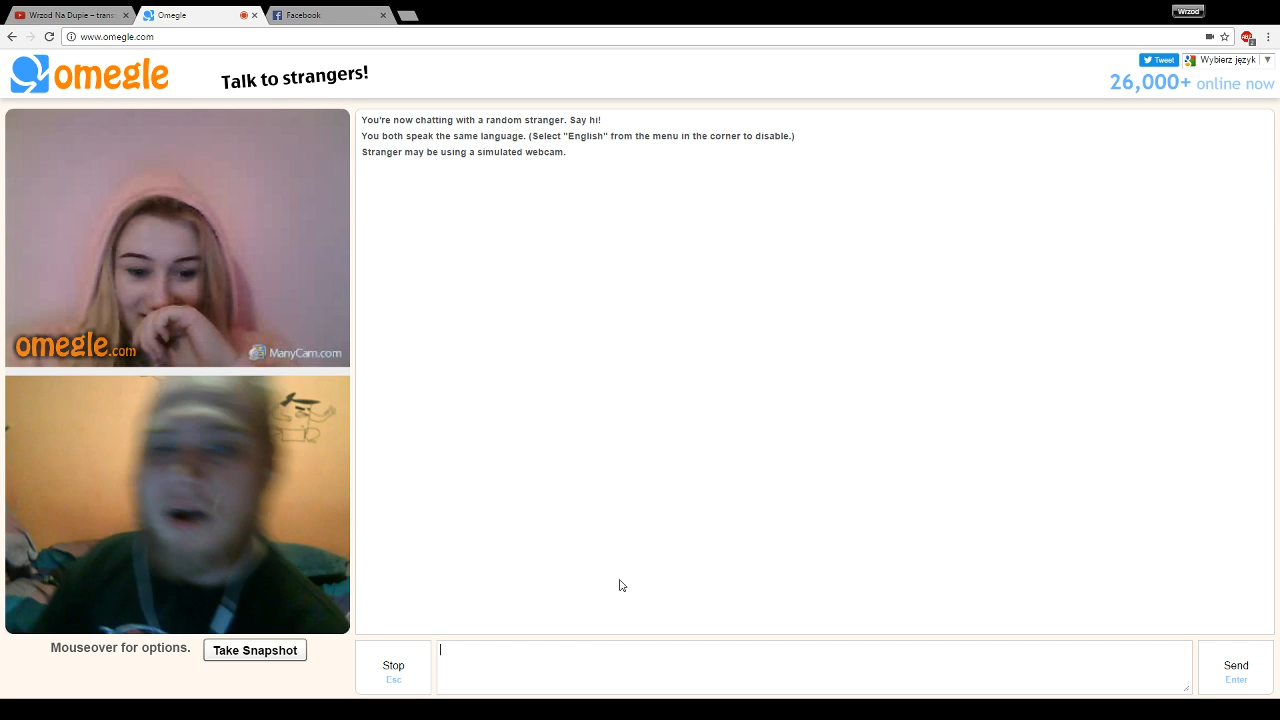 Wrzod Na Dupie – trans
Omegle
Facebook
Wrzod
www.omegle.com
omegle
Talk to strangers!
Tweet
Wybierz język
26,000+ online now
You're now chatting with a random stranger. Say hi!
You both speak the same language. (Select "English" from the menu in the corner to disable.)
Stranger may be using a simulated webcam.
omegle.com
ManyCam.com
Mouseover for options.
Take Snapshot
Stop
Esc
Send
Enter